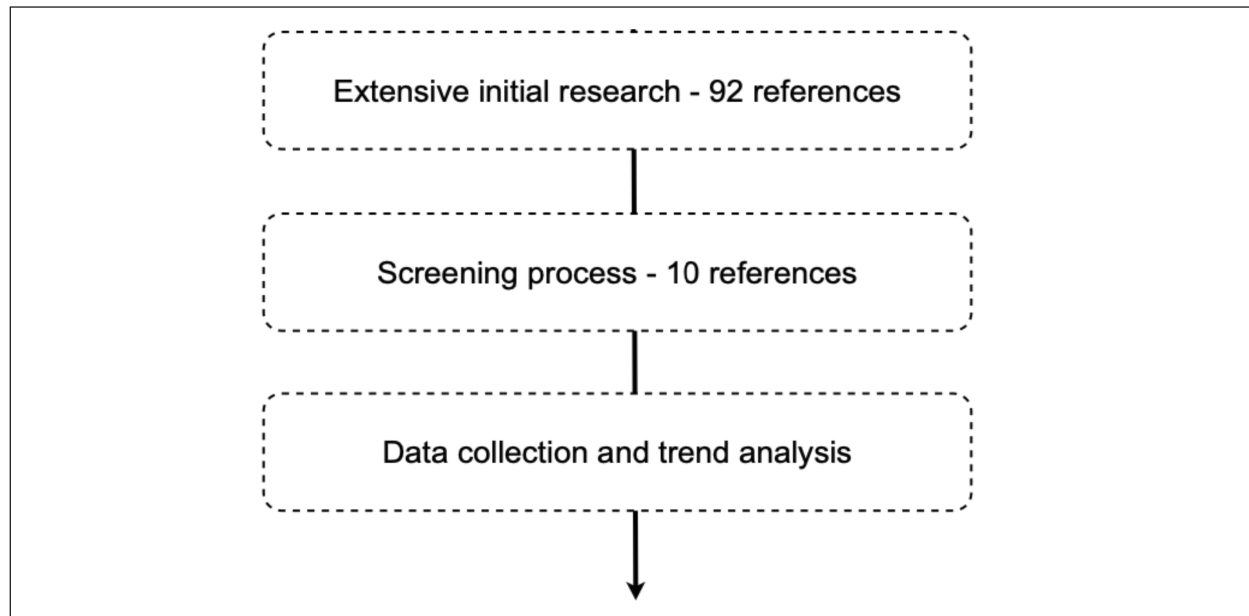 Extensive initial research - 92 references
Screening process - 10 references
Data collection and trend analysis